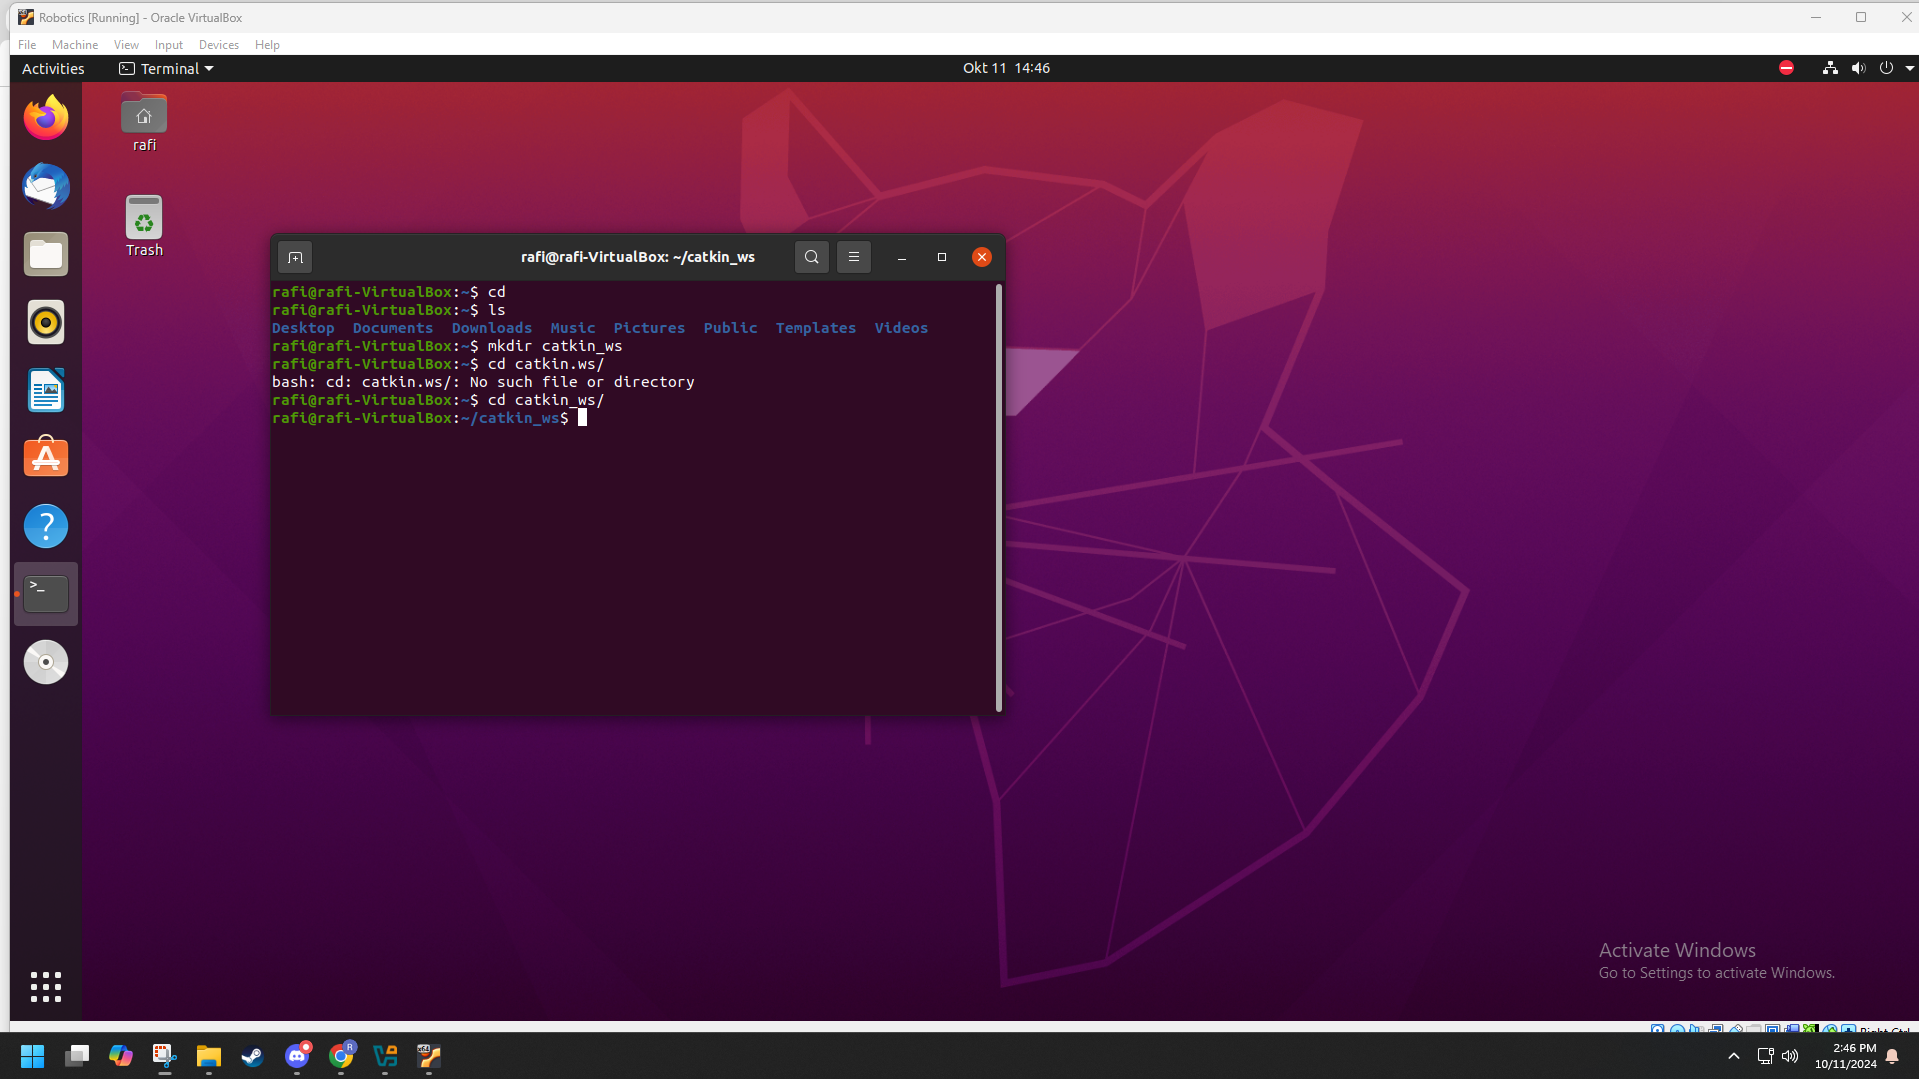 Robotics [Running] - Oracle VirtualBox
File Machine View Input Devices Help
Activities Terminal Okt 11 14:46
rafi
Trash
rafi@rafi-VirtualBox: ~/catkin_ws
rafi@rafi-VirtualBox:~$ cd
rafi@rafi-VirtualBox:~$ ls
Desktop Documents Downloads Music Pictures Public Templates Videos
rafi@rafi-VirtualBox:~$ mkdir catkin_ws
rafi@rafi-VirtualBox:~$ cd catkin.ws/
bash: cd: catkin.ws/: No such file or directory
rafi@rafi-VirtualBox:~$ cd catkin_ws/
rafi@rafi-VirtualBox:~/catkin_ws$
>_
Activate Windows
Go to Settings to activate Windows.
Right Ctrl
R
2:46 PM
10/11/2024